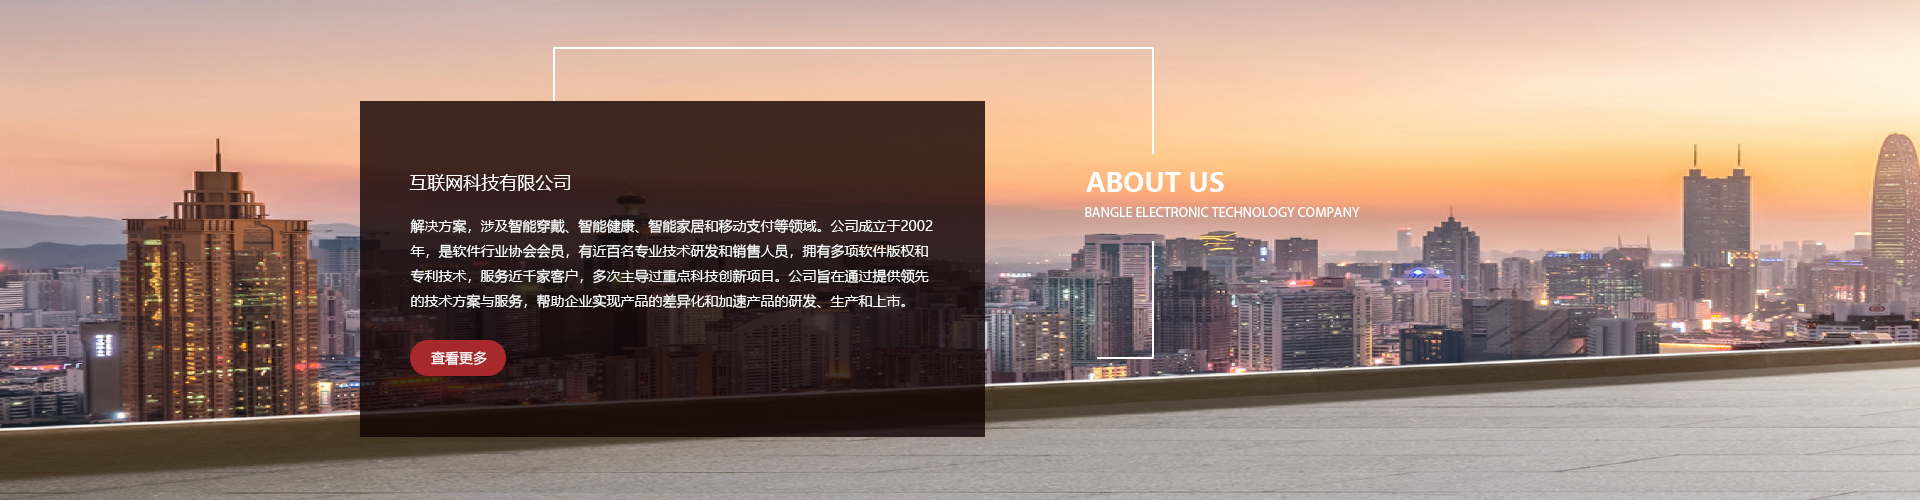 互联网科技有限公司
解决方案，涉及智能穿戴、智能健康、智能家居和移动支付等领域。公司成立于2002
年，是软件行业协会会员，有近百名专业技术研发和销售人员，拥有多项软件版权和
专利技术，服务近千家客户，多次主导过重点科技创新项目。公司旨在通过提供领先
的技术方案与服务，帮助企业实现产品的差异化和加速产品的研发、生产和上市。
查看更多
ABOUT US
BANGLE ELECTRONIC TECHNOLOGY COMPANY